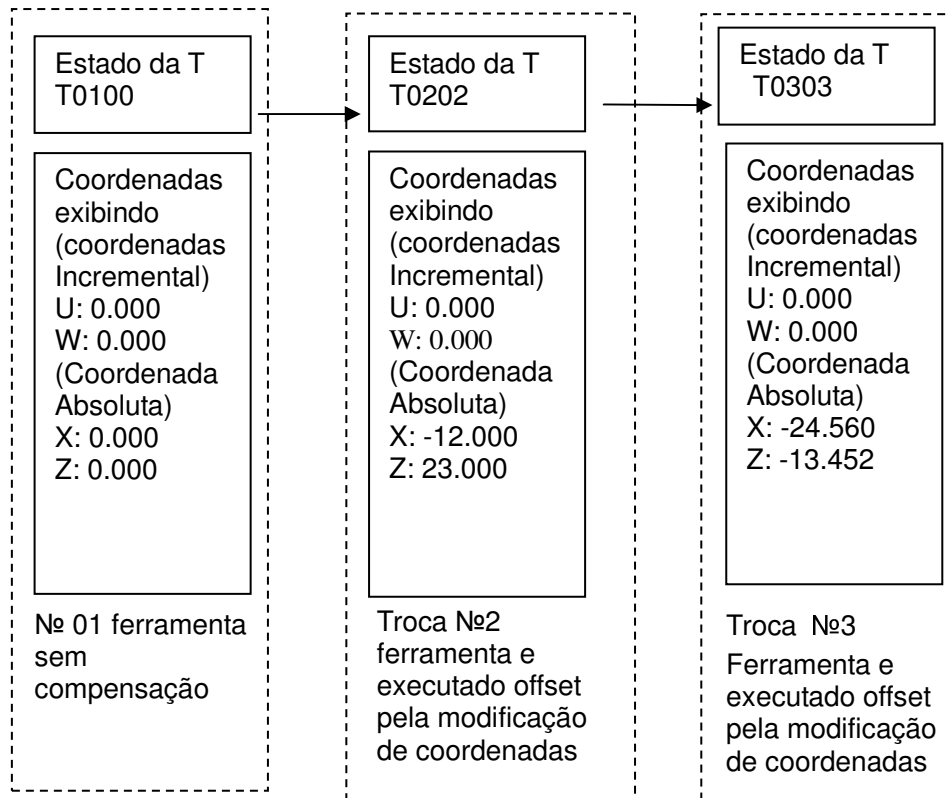 Estado da T
T0100
Coordenadas
exibindo
(coordenadas
Incremental)
U: 0.000
W: 0.000
(Coordenada
Absoluta)
X: 0.000
Z: 0.000
№ 01 ferramenta
sem
compensação
Estado da T
T0202
Coordenadas
exibindo
(coordenadas
Incremental)
U: 0.000
W: 0.000
(Coordenada
Absoluta)
X: -12.000
Z: 23.000
Troca №2
ferramenta e
executado offset
pela modificação
de coordenadas
Estado da T
T0303
Coordenadas
exibindo
(coordenadas
Incremental)
U: 0.000
W: 0.000
(Coordenada
Absoluta)
X: -24.560
Z: -13.452
Troca №3
Ferramenta e
executado offset
pela modificação
de coordenadas